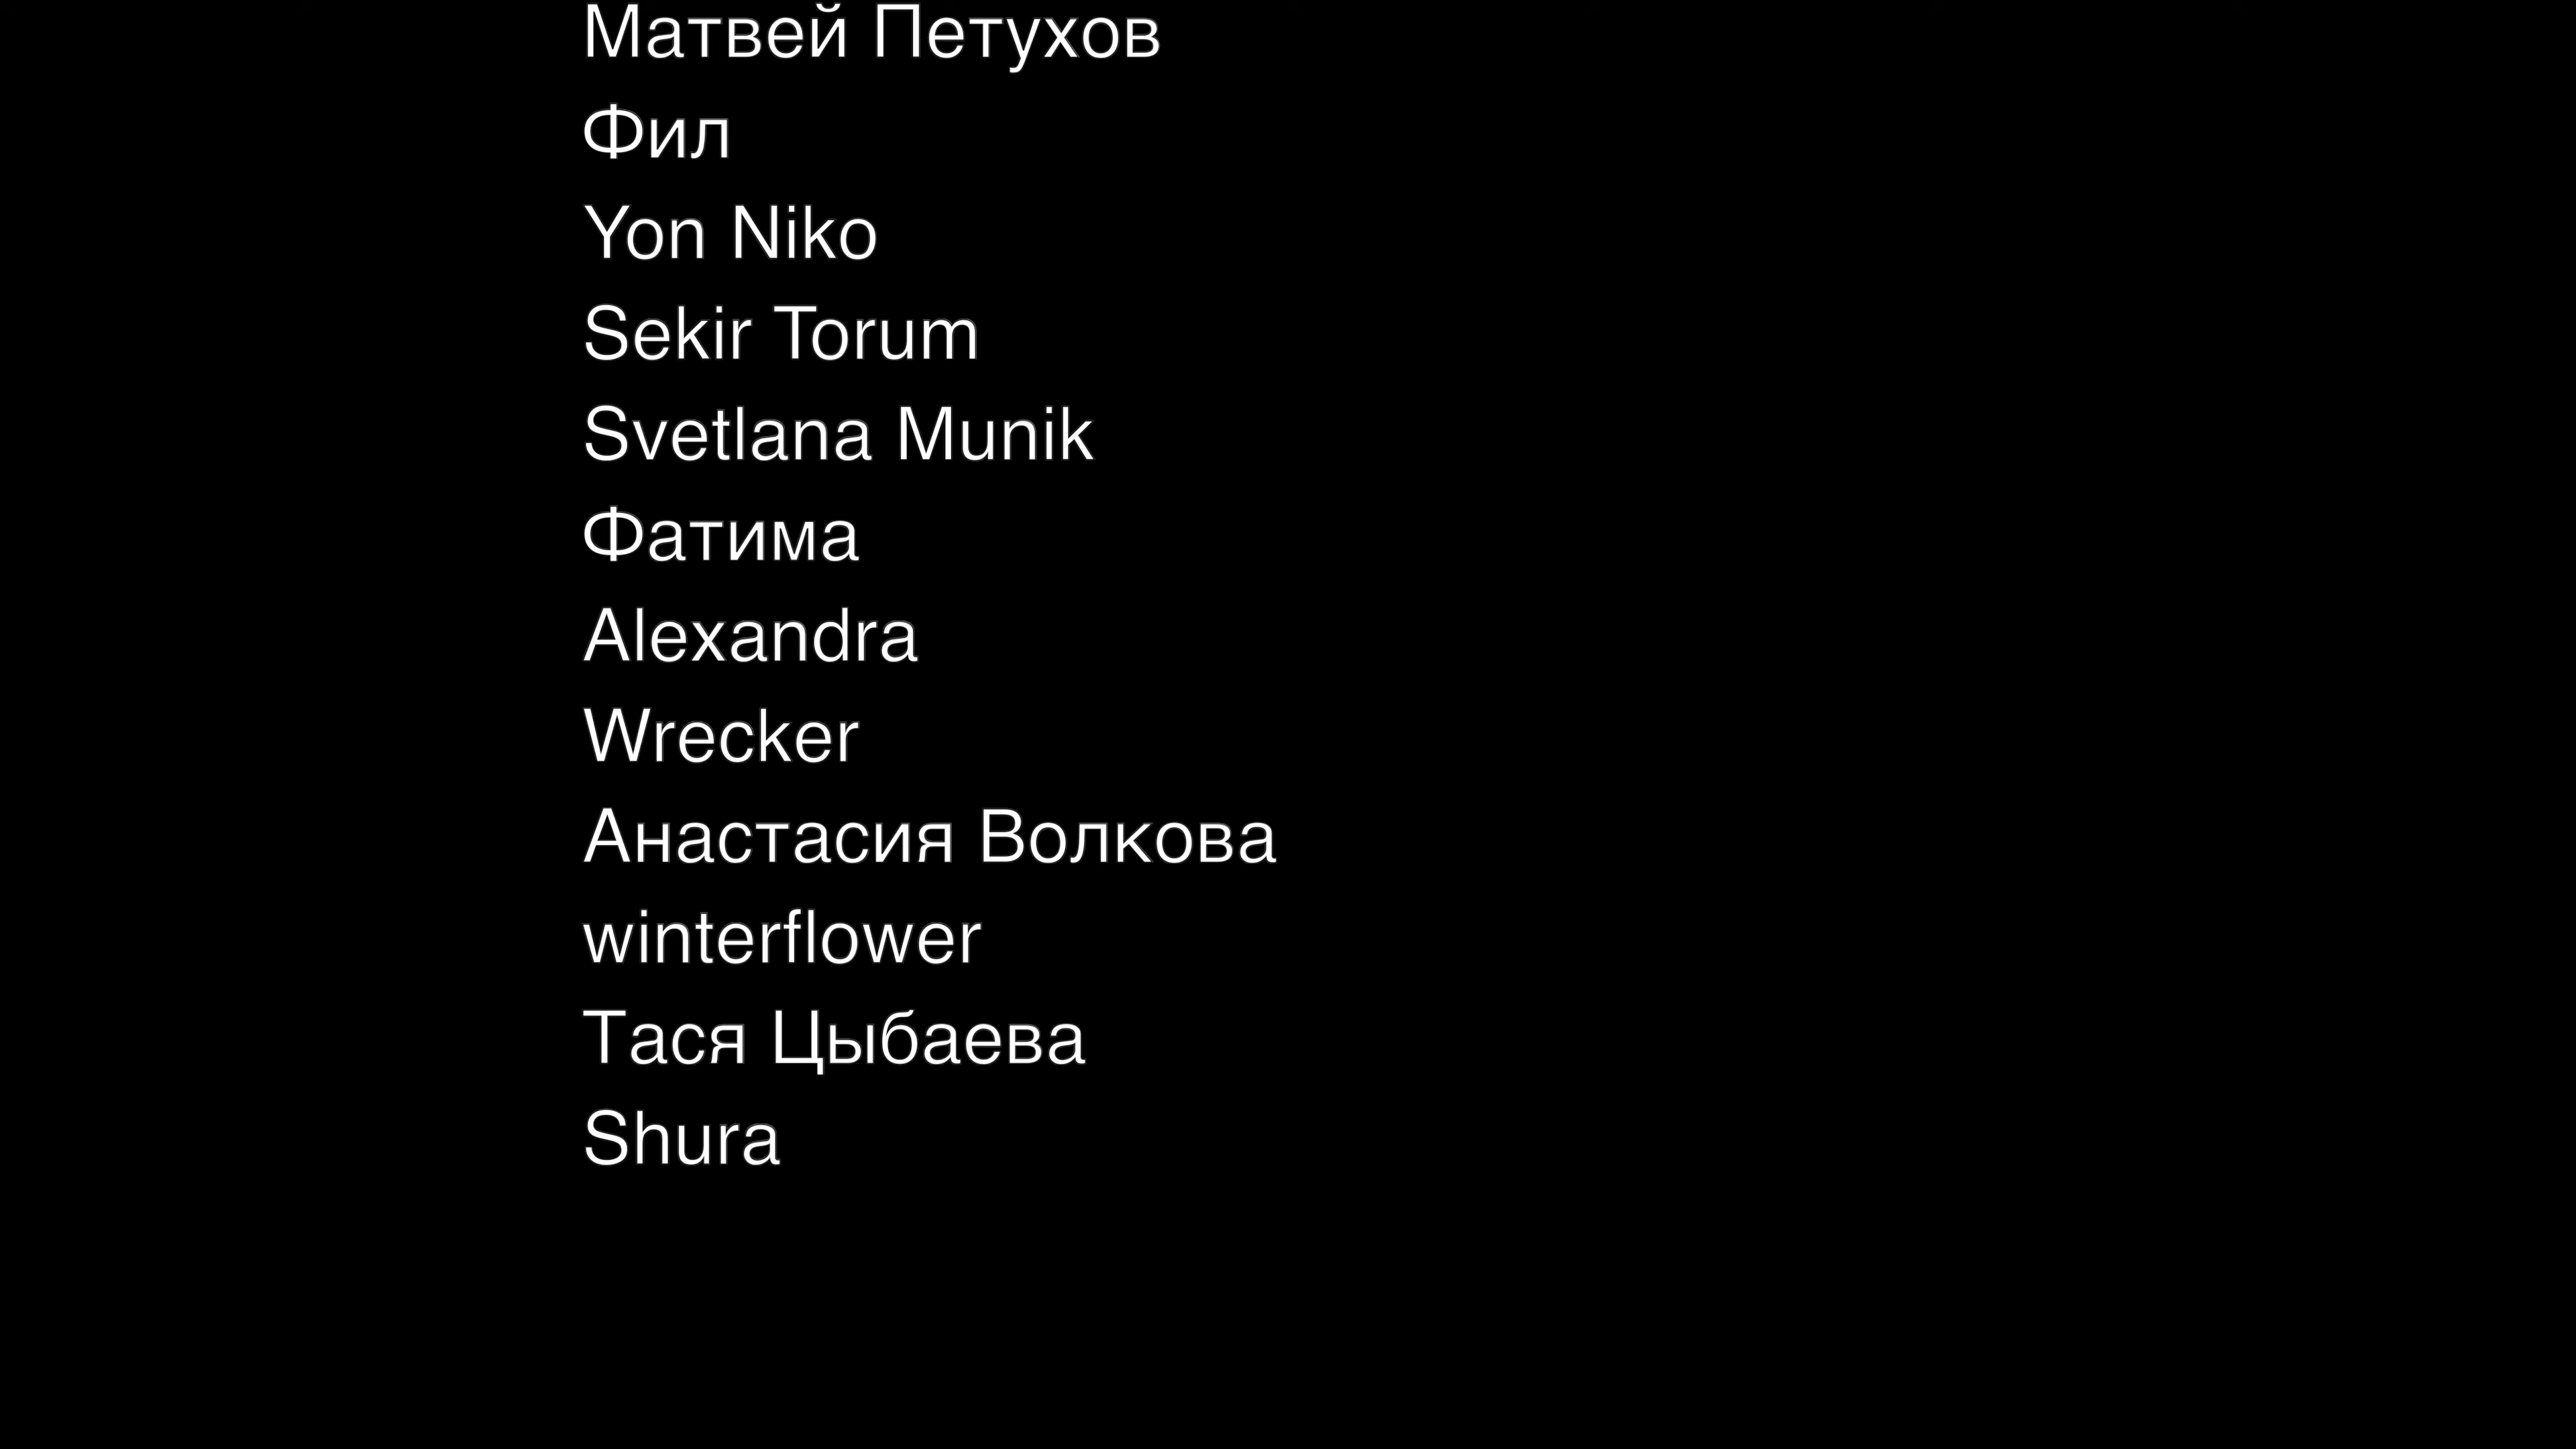 Матвей Петухов
Фил
Yon Niko
Sekir Torum
Svetlana Munik
Фатима
Alexandra
Wrecker
Анастасия Волкова
winterflower
Тася Цыбаева
Shura